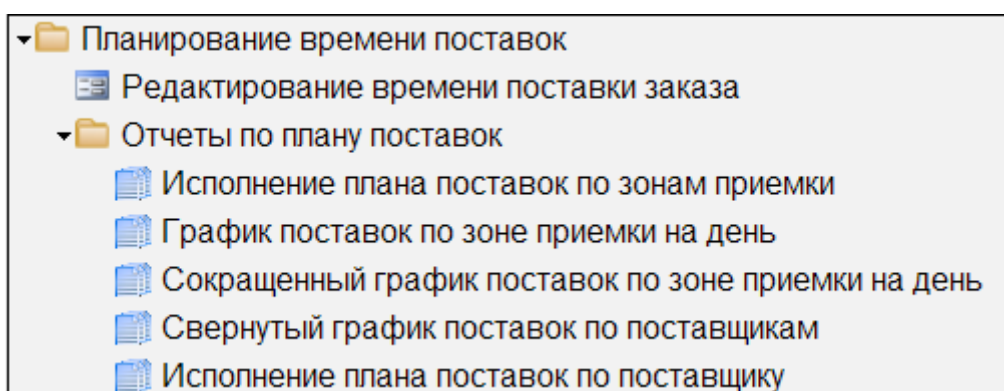 Планирование времени поставок
Редактирование времени поставки заказа
Отчеты по плану поставок
Исполнение плана поставок по зонам приемки
График поставок по зоне приемки на день
Сокращенный график поставок по зоне приемки на день
Свернутый график поставок по поставщикам
Исполнение плана поставок по поставщику